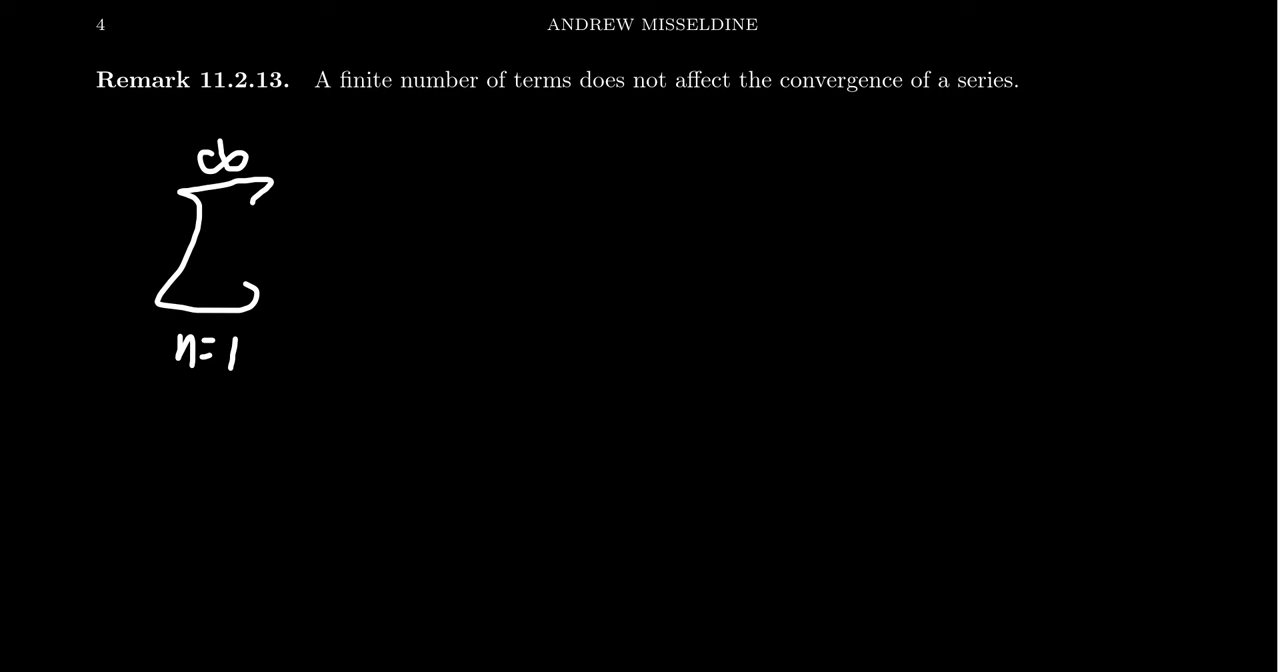 4 ANDREW MISSELDINE
Remark 11.2.13. A finite number of terms does not affect the convergence of a series.
∞
Σ
n=1